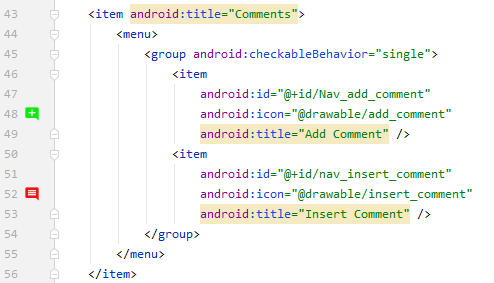 43 <item android:title="Comments">
44 <menu>
45 <group android:checkableBehavior="single">
46 <item
47 android:id="@+id/Nav_add_comment"
48 android:icon="@drawable/add_comment"
49 android:title="Add Comment" />
50 <item
51 android:id="@+id/nav_insert_comment"
52 android:icon="@drawable/insert_comment"
53 android:title="Insert Comment" />
54 </group>
55 </menu>
56 </item>